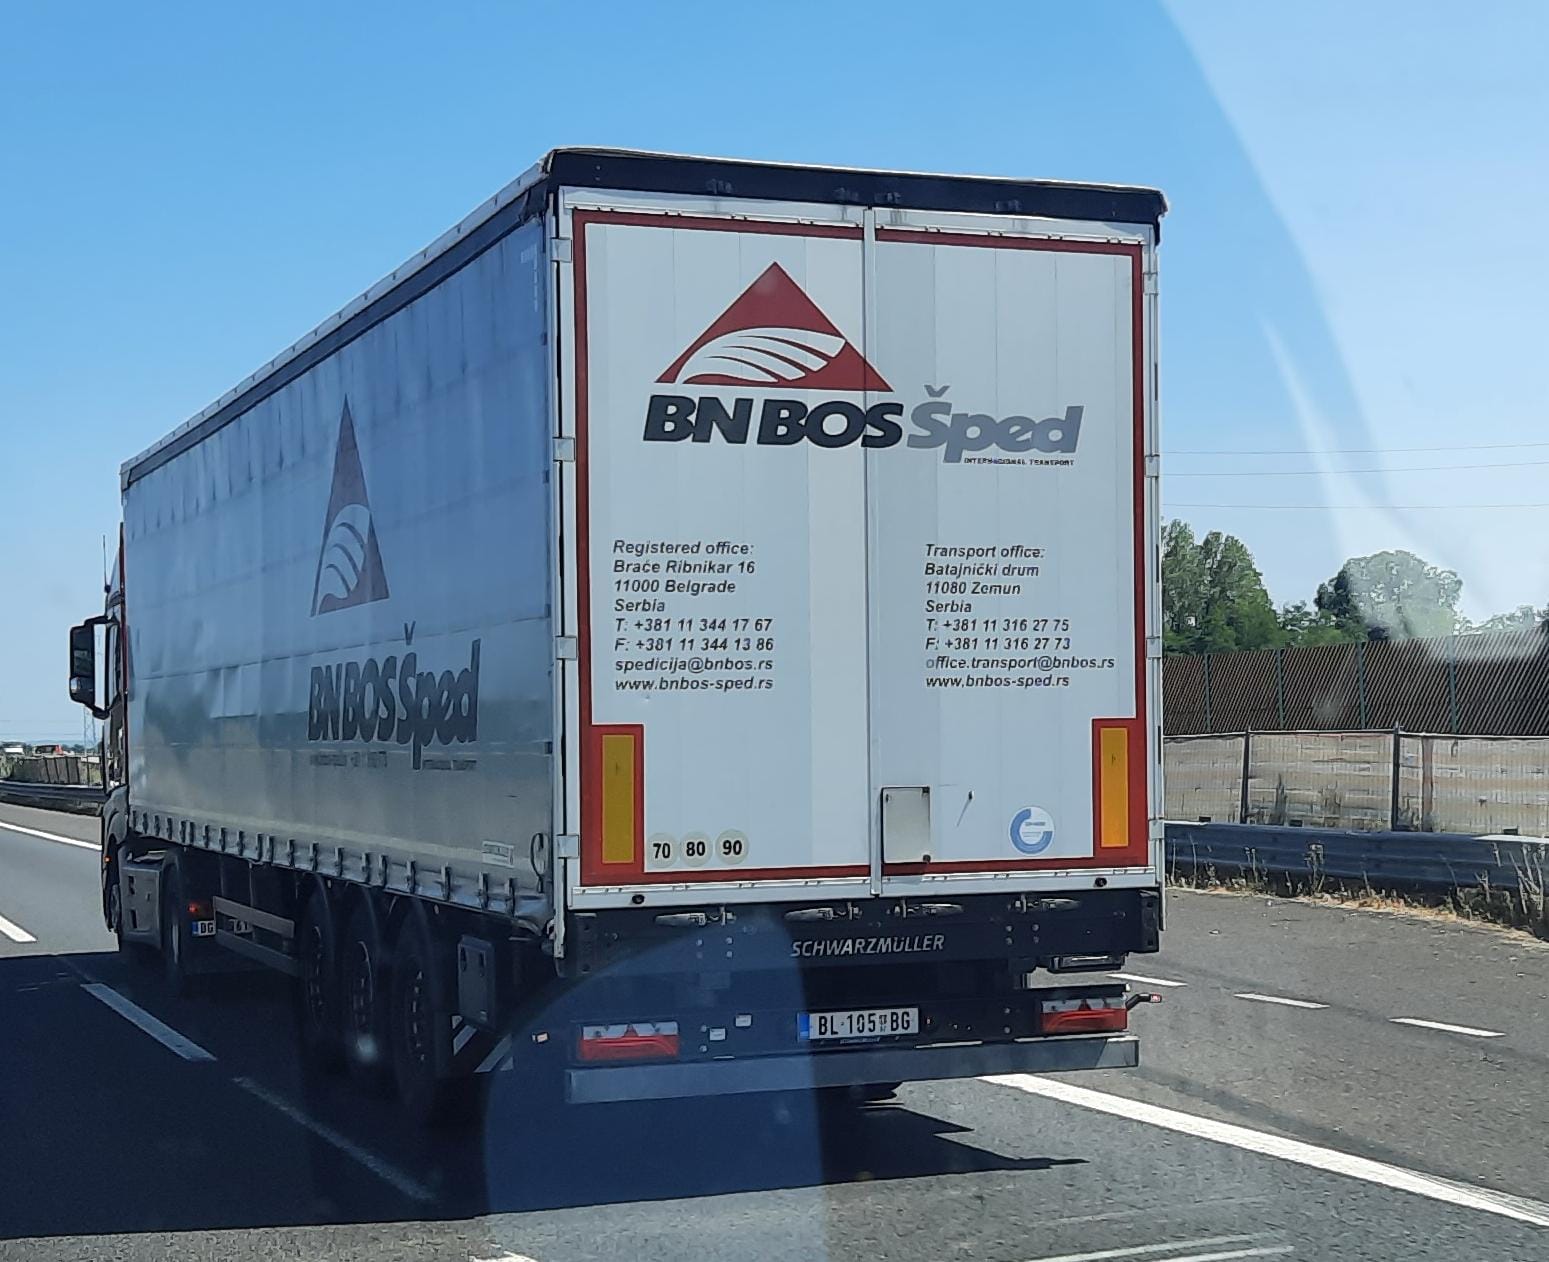 BN BOS Šped
INTERNACIONAL TRANSPORT
Registered office:
Braće Ribnikar 16
11000 Belgrade
Serbia
T: +381 11 344 17 67
F: +381 11 344 13 86
spedicija@bnbos.rs
www.bnbos-sped.rs
Transport office:
Batajnički drum
11080 Zemun
Serbia
T: +381 11 316 27 75
F: +381 11 316 27 73
office.transport@bnbos.rs
www.bnbos-sped.rs
BN BOS Šped
70 80 90
SCHWARZMÜLLER
BL 105 BG